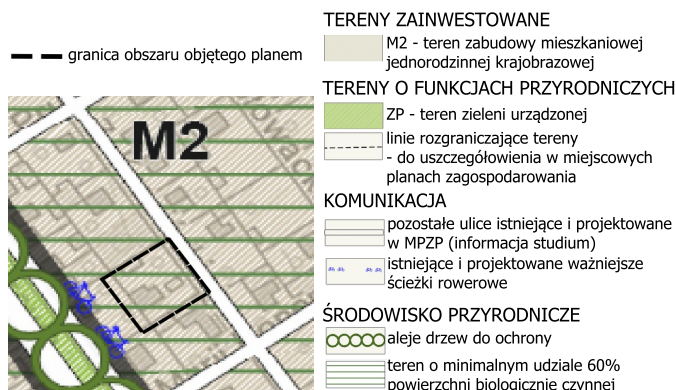 granica obszaru objętego planem
M2
TERENY ZAINWESTOWANE
M2 - teren zabudowy mieszkaniowej
jednorodzinnej krajobrazowej
TERENY O FUNKCJACH PRZYRODNICZYCH
ZP - teren zieleni urządzonej
linie rozgraniczające tereny
- do uszczegółowienia w miejscowych
planach zagospodarowania
KOMUNIKACJA
pozostałe ulice istniejące i projektowane
w MPZP (informacja studium)
istniejące i projektowane ważniejsze
ścieżki rowerowe
ŚRODOWISKO PRZYRODNICZE
aleje drzew do ochrony
teren o minimalnym udziale 60%
powierzchni biologicznie czynnej